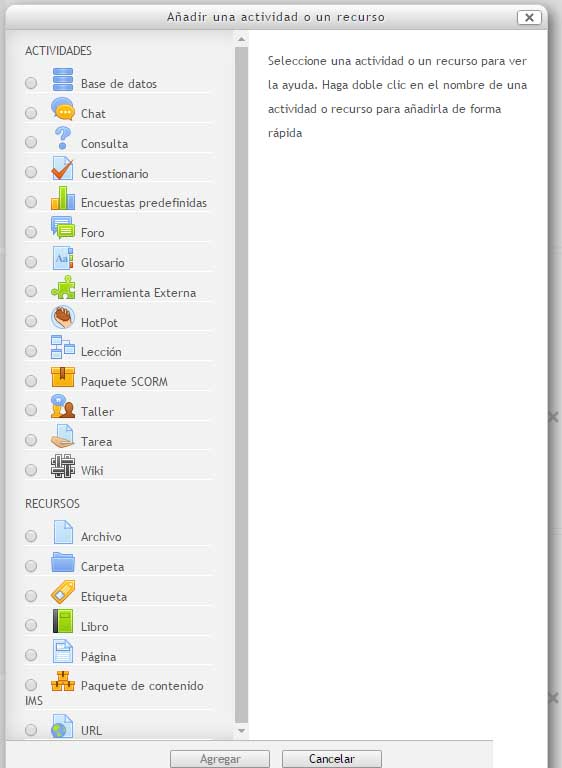 Añadir una actividad o un recurso
ACTIVIDADES
Base de datos
Chat
Consulta
Cuestionario
Encuestas predefinidas
Foro
Glosario
Herramienta Externa
HotPot
Lección
Paquete SCORM
Taller
Tarea
Wiki
RECURSOS
Archivo
Carpeta
Etiqueta
Libro
Página
Paquete de contenido
IMS
URL
Seleccione una actividad o un recurso para ver
la ayuda. Haga doble clic en el nombre de una
actividad o recurso para añadirla de forma
rápida
Agregar
Cancelar